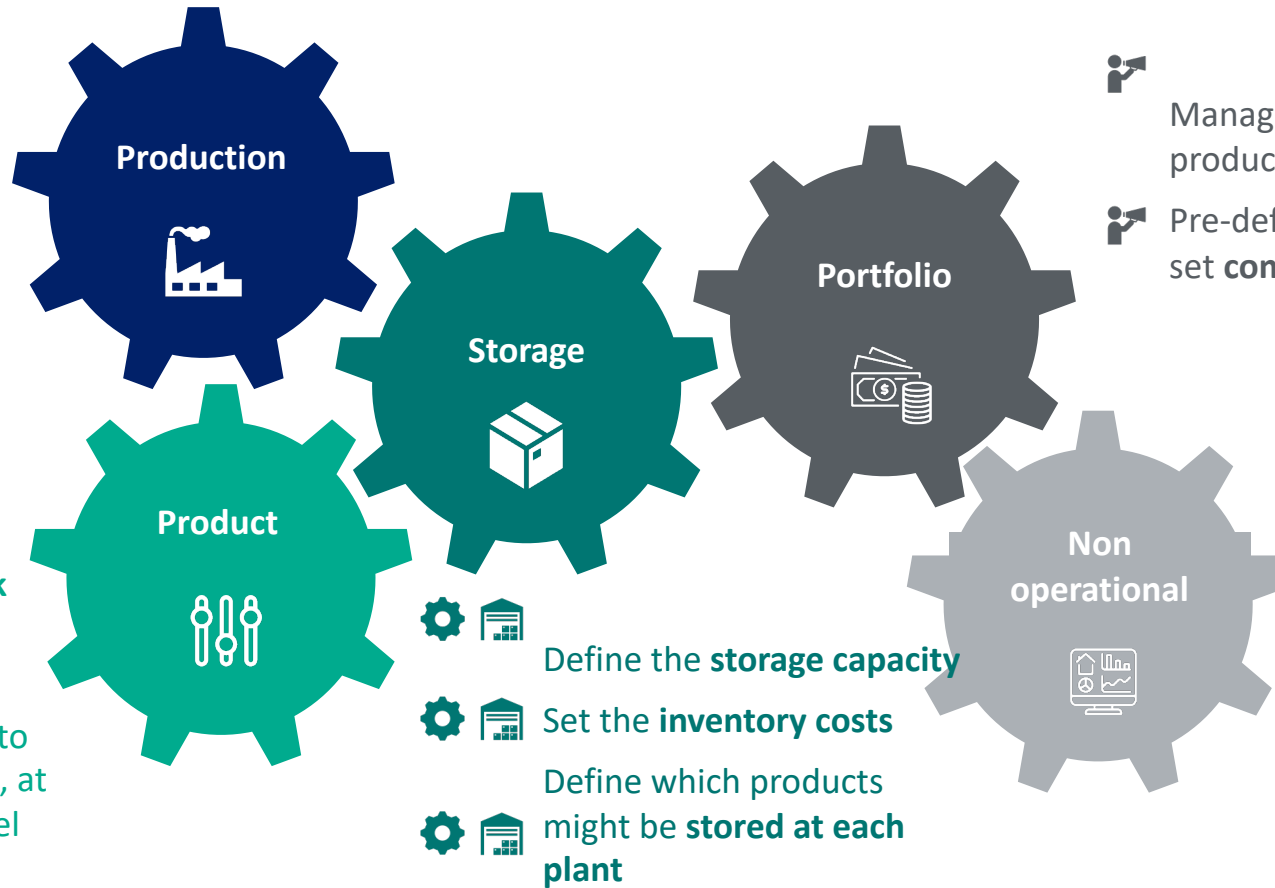 Production
Manag
produc
Pre-def
set con
Portfolio
Storage
Product
Non
operational
k
to
, at
el
Define the storage capacity
Set the inventory costs
Define which products
might be stored at each
plant